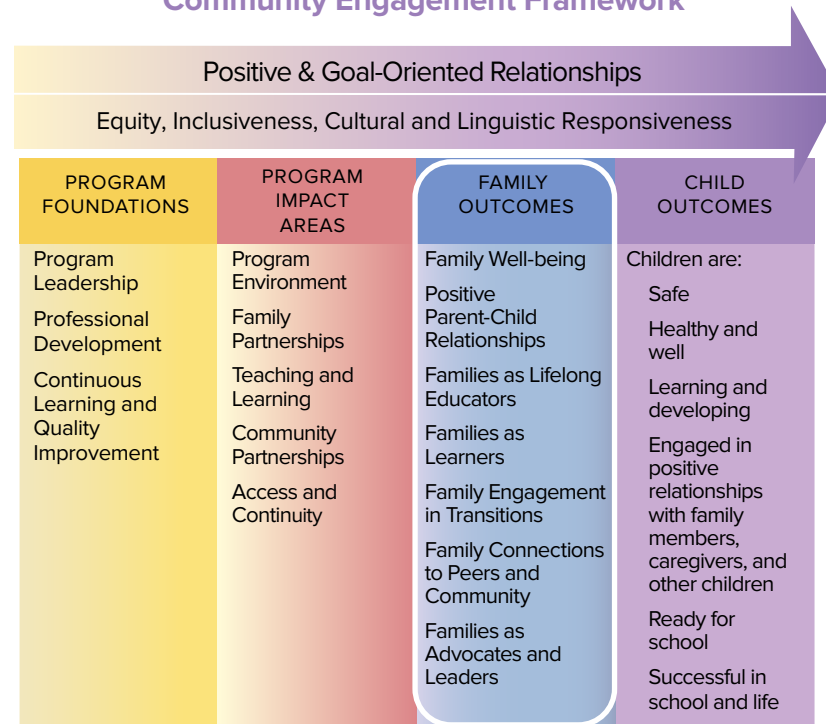 Community Engagement Framework
Positive & Goal-Oriented Relationships
Equity, Inclusiveness, Cultural and Linguistic Responsiveness
PROGRAM
FOUNDATIONS
Program
Leadership
Professional
Development
Continuous
Learning and
Quality
Improvement
PROGRAM
IMPACT
AREAS
Program
Environment
Family
Partnerships
Teaching and
Learning
Community
Partnerships
Access and
Continuity
FAMILY
OUTCOMES
Family Well-being
Positive
Parent-Child
Relationships
Families as Lifelong
Educators
Families as
Learners
Family Engagement
in Transitions
Family Connections
to Peers and
Community
Families as
Advocates and
Leaders
CHILD
OUTCOMES
Children are:
Safe
Healthy and
well
Learning and
developing
Engaged in
positive
relationships
with family
members,
caregivers, and
other children
Ready for
school
Successful in
school and life